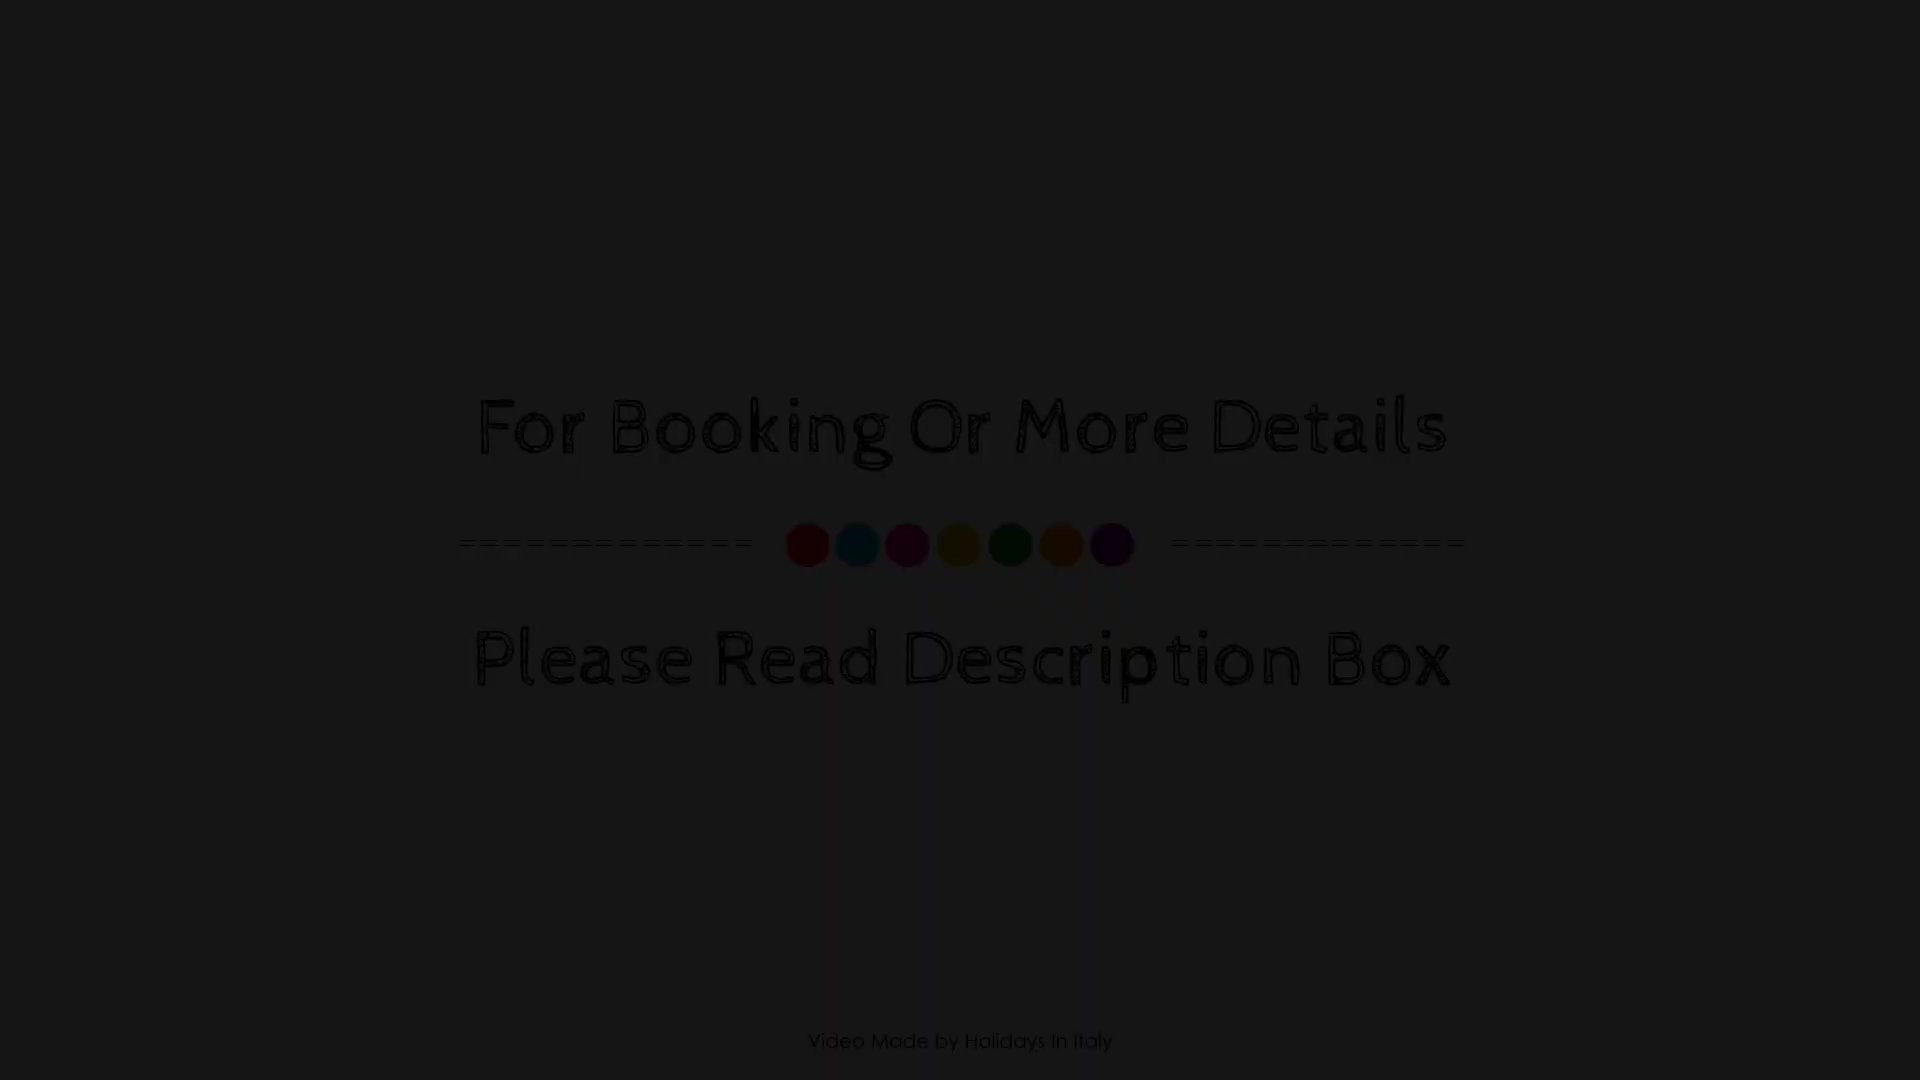 For Booking Or More Details
============= =============
Please Read Description Box
Video Made by Holidays In Italy